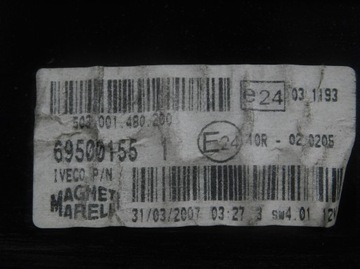 e24 03 1193
503.001.480.200
69500155
E24 10R - 02 0205
IVECO P/N
MAGNETI
MARELLI
31/03/2007 03:27 3 sw4.01